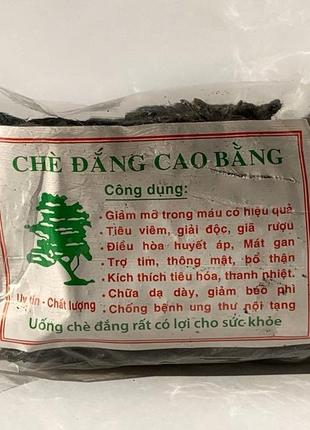 CHÈ ĐẮNG CAO BẰNG
Công dụng:
- Giảm mỡ trong máu có hiệu quả
- Tiêu viêm, giải độc, giã rượu
- Điều hòa huyết áp, Mát gan
- Trợ tim, thông mật, bổ thận
- Kích thích tiêu hóa, thanh nhiệt.
- Chữa dạ dày, giảm béo phì
- Chống bệnh ung thư nội tạng
Uy tín - Chất lượng
Uống chè đắng rất có lợi cho sức khỏe